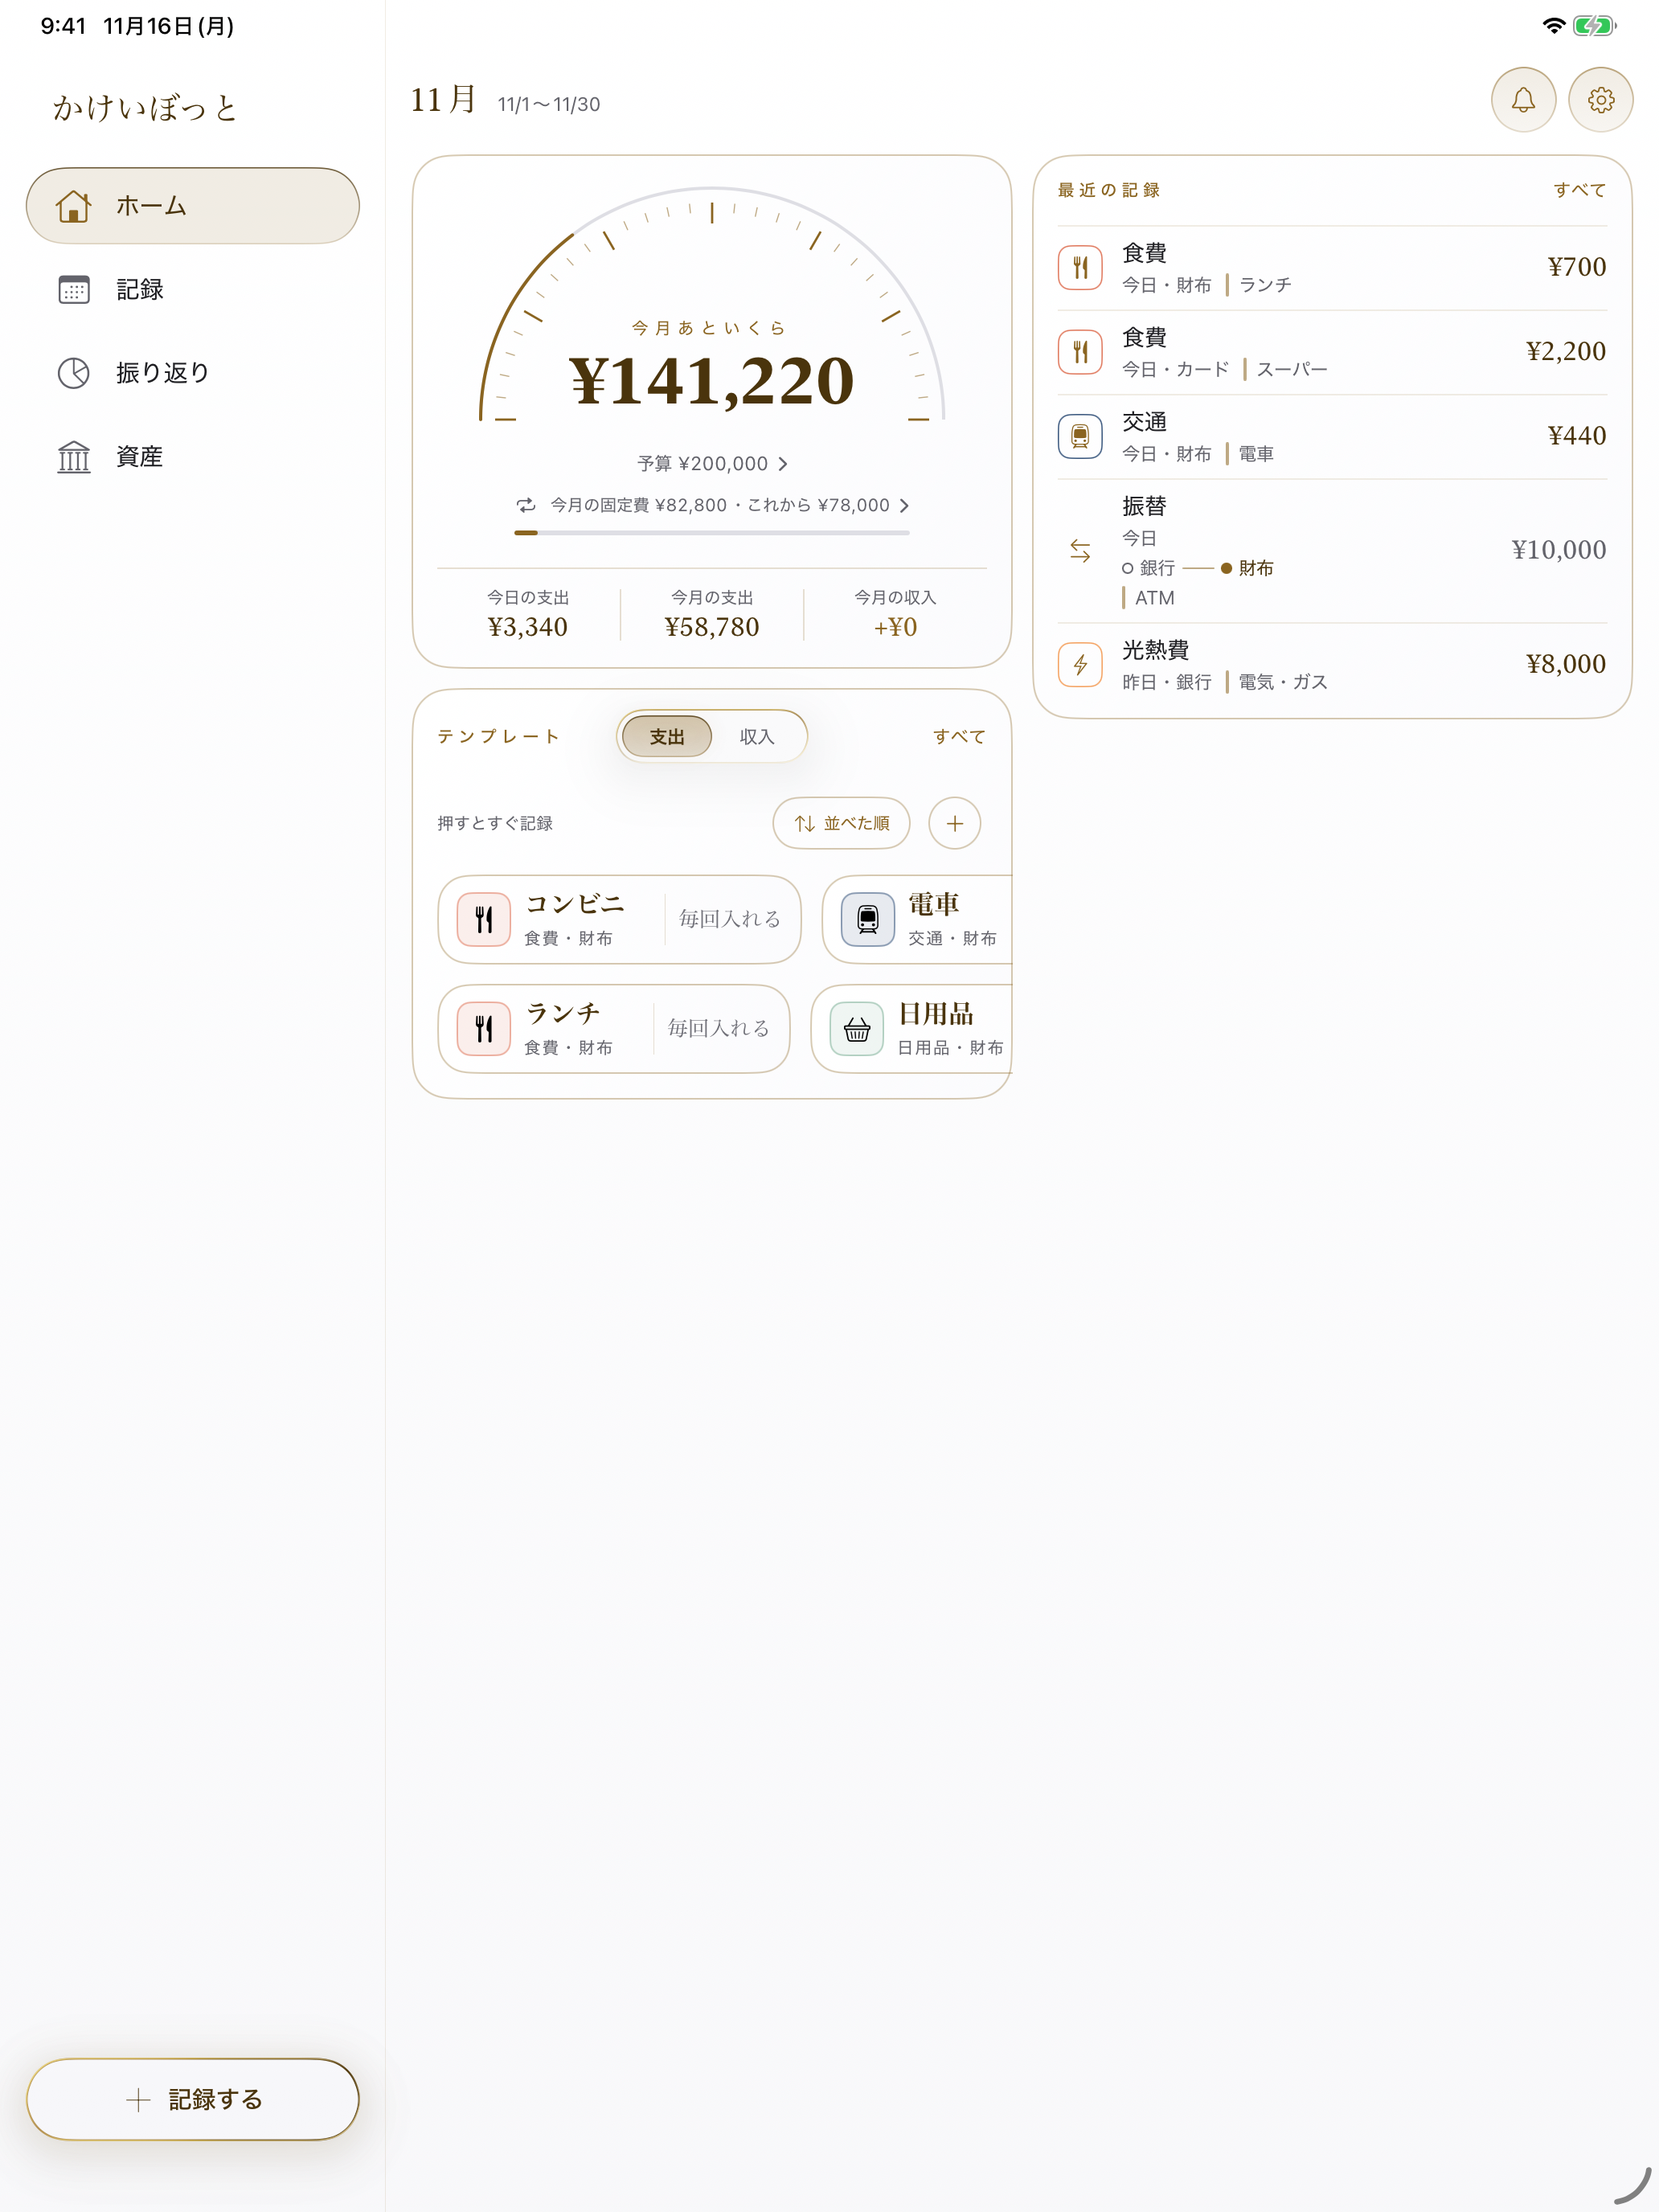 9:41 11月16日(月)
かけいぼっと
ホーム
記録
振り返り
資産
記録する
11月 11/1〜11/30
今月あといくら
¥141,220
予算 ¥200,000
今月の固定費 ¥82,800・これから ¥78,000
今日の支出 今月の支出 今月の収入
¥3,340 ¥58,780 +¥0
テンプレート 支出 収入 すべて
押すとすぐ記録 並べた順
コンビニ
食費・財布
毎回入れる
電車
交通・財布
ランチ
食費・財布
毎回入れる
日用品
日用品・財布
最近の記録 すべて
食費
今日・財布 ランチ
¥700
食費
今日・カード スーパー
¥2,200
交通
今日・財布 電車
¥440
振替
今日
銀行 財布
ATM
¥10,000
光熱費
昨日・銀行 電気・ガス
¥8,000